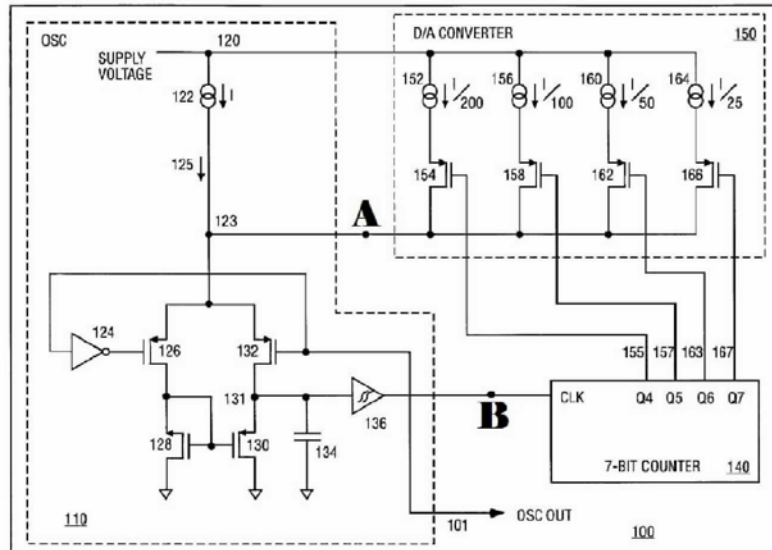 OSC
120
D/A CONVERTER
150
SUPPLY
VOLTAGE
122
I
152
I/200
156
I/100
160
I/50
164
I/25
125
154
158
162
166
A
123
124
126
132
155
157
163
167
131
136
B
CLK
Q4
Q5
Q6
Q7
128
130
134
7-BIT COUNTER
140
110
101
OSC OUT
100